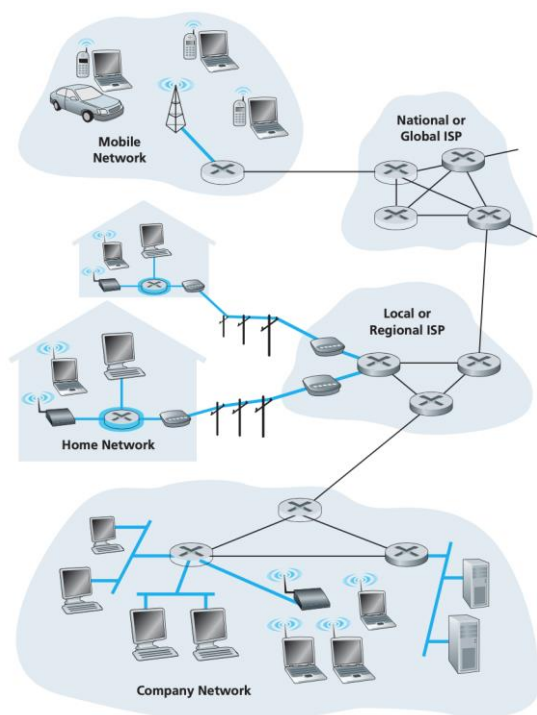 Mobile
Network
National or
Global ISP
Local or
Regional ISP
Home Network
Company Network